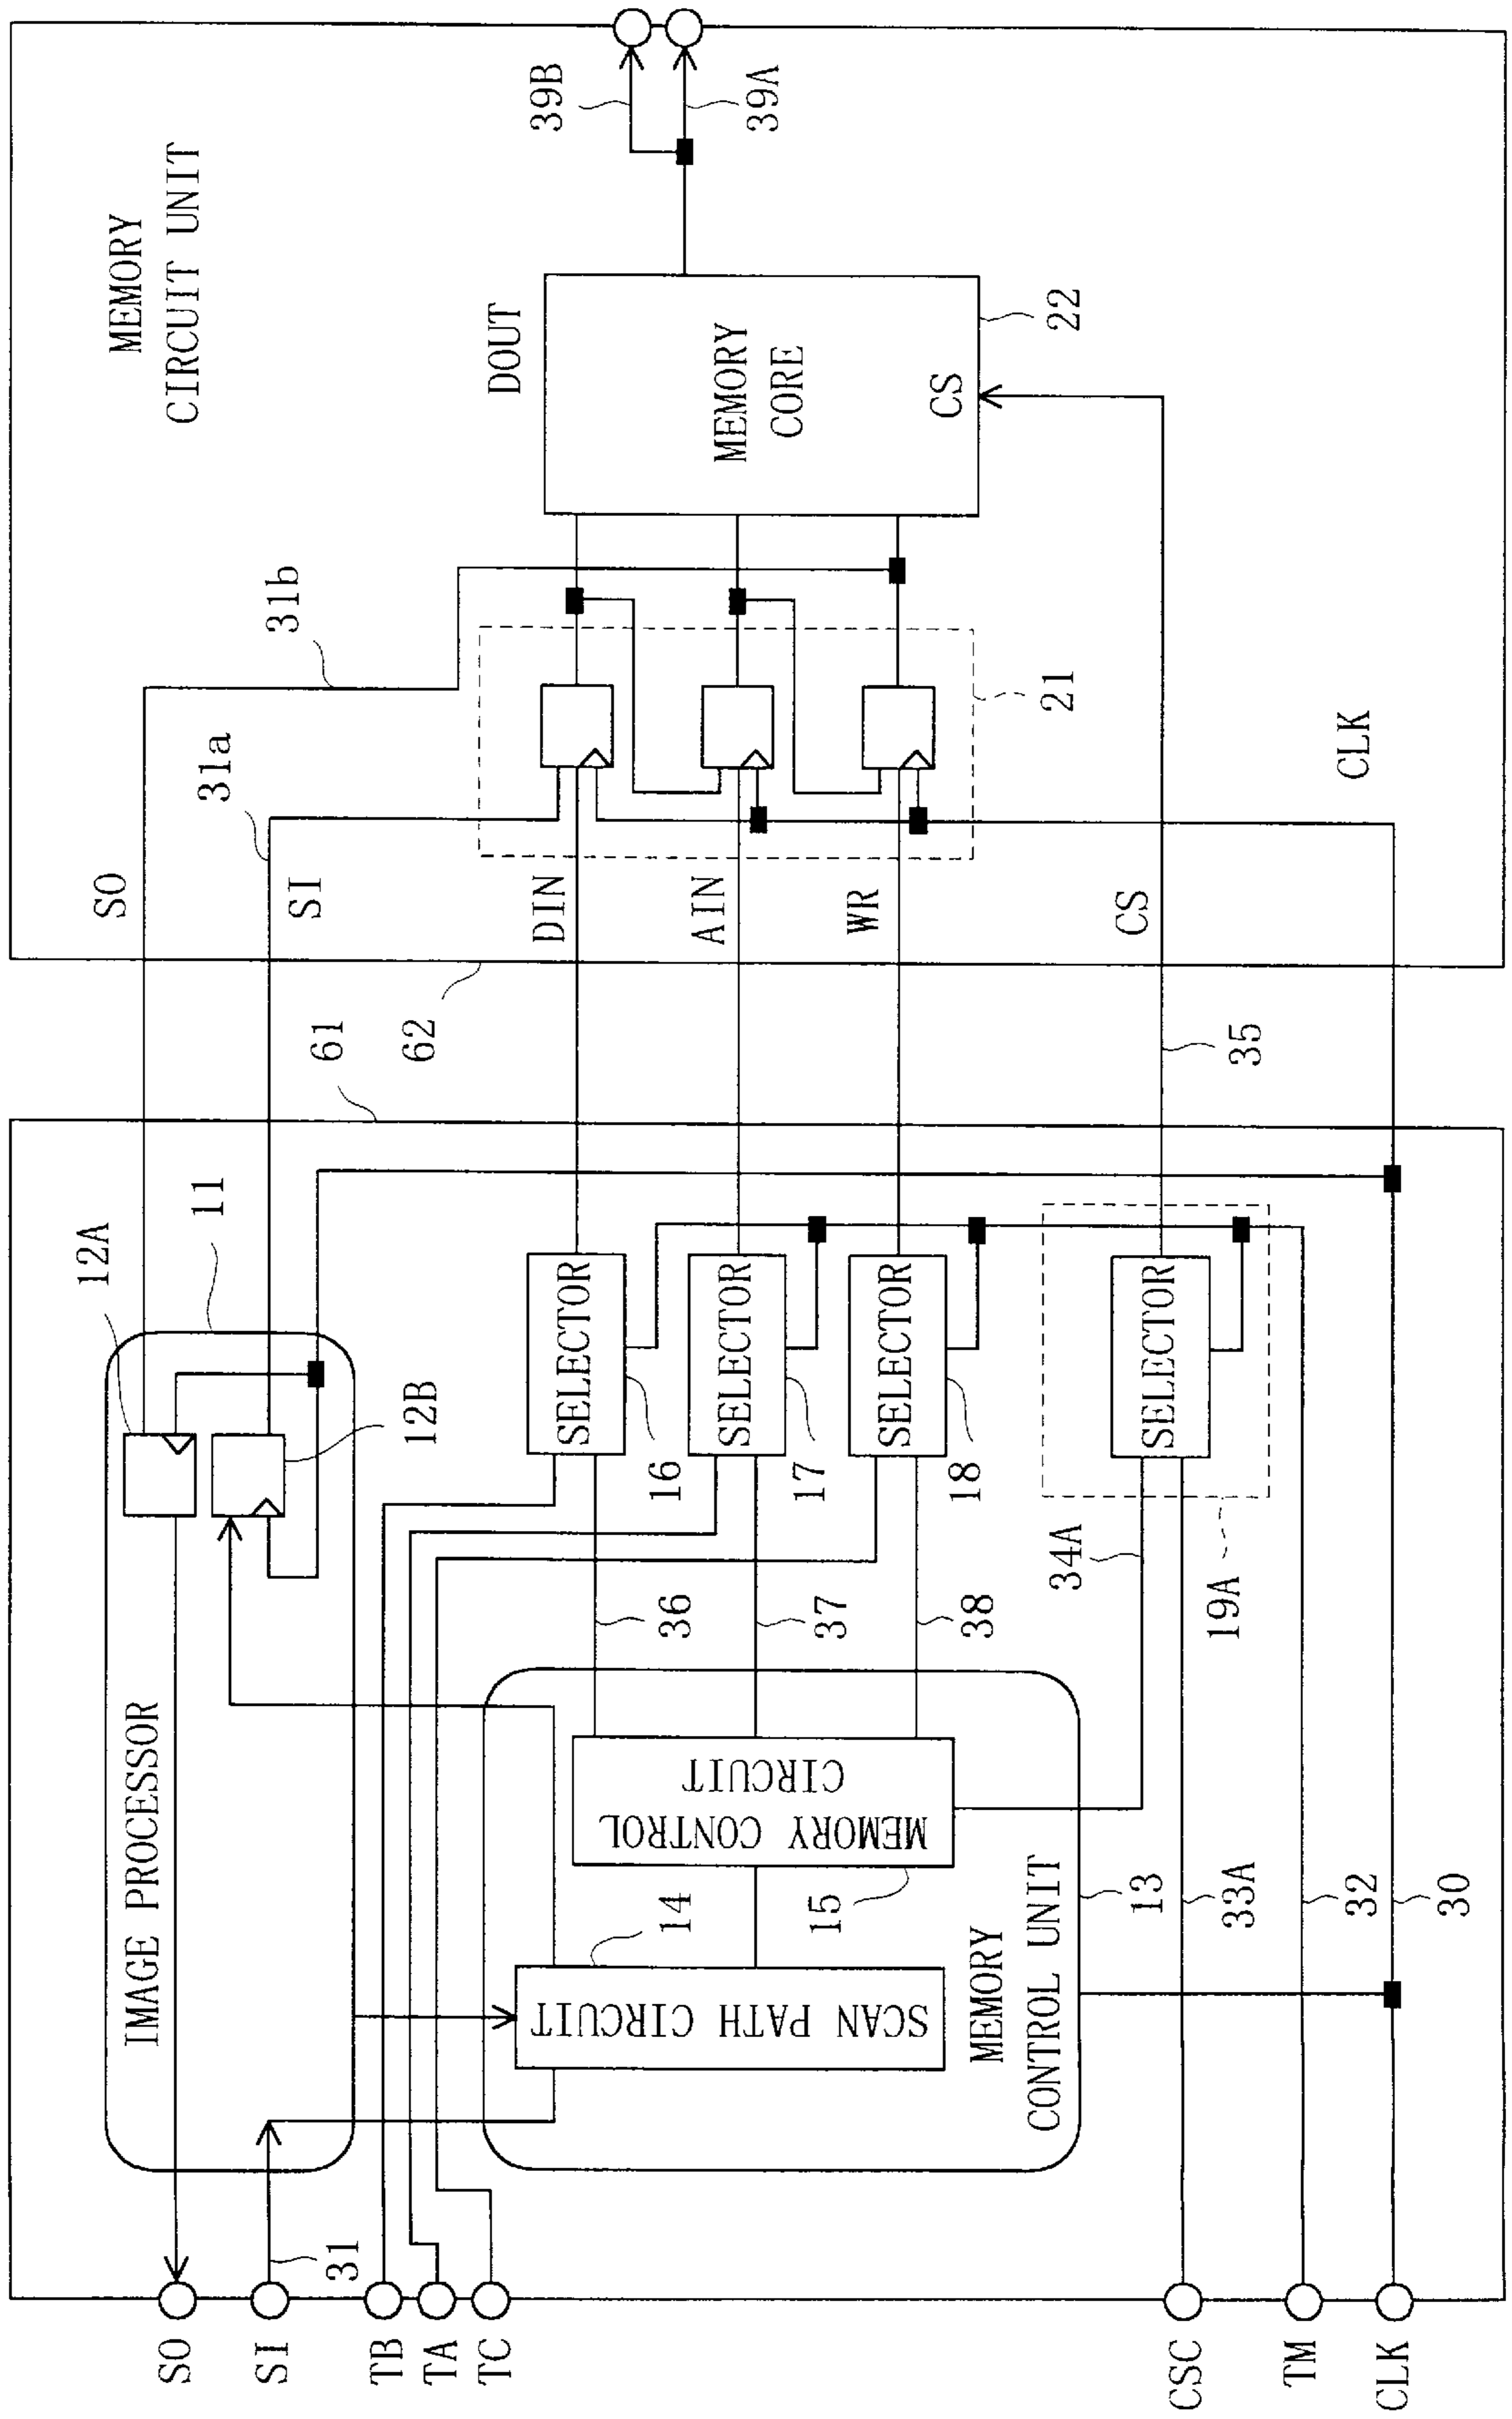 MEMORY
CIRCUIT UNIT
39B
39A
DOUT
MEMORY
CORE
CS
22
31b
31a
21
CLK
SO
SI
DIN
AIN
WR
CS
61
62
35
11
12A
12B
SELECTOR
16
SELECTOR
17
SELECTOR
18
SELECTOR
34A
19A
36
37
38
IMAGE PROCESSOR
MEMORY CONTROL
CIRCUIT
14
15
SCAN PATH CIRCUIT
MEMORY
CONTROL UNIT
13
33A
32
30
31
SO
SI
TB
TA
TC
CSC
TM
CLK